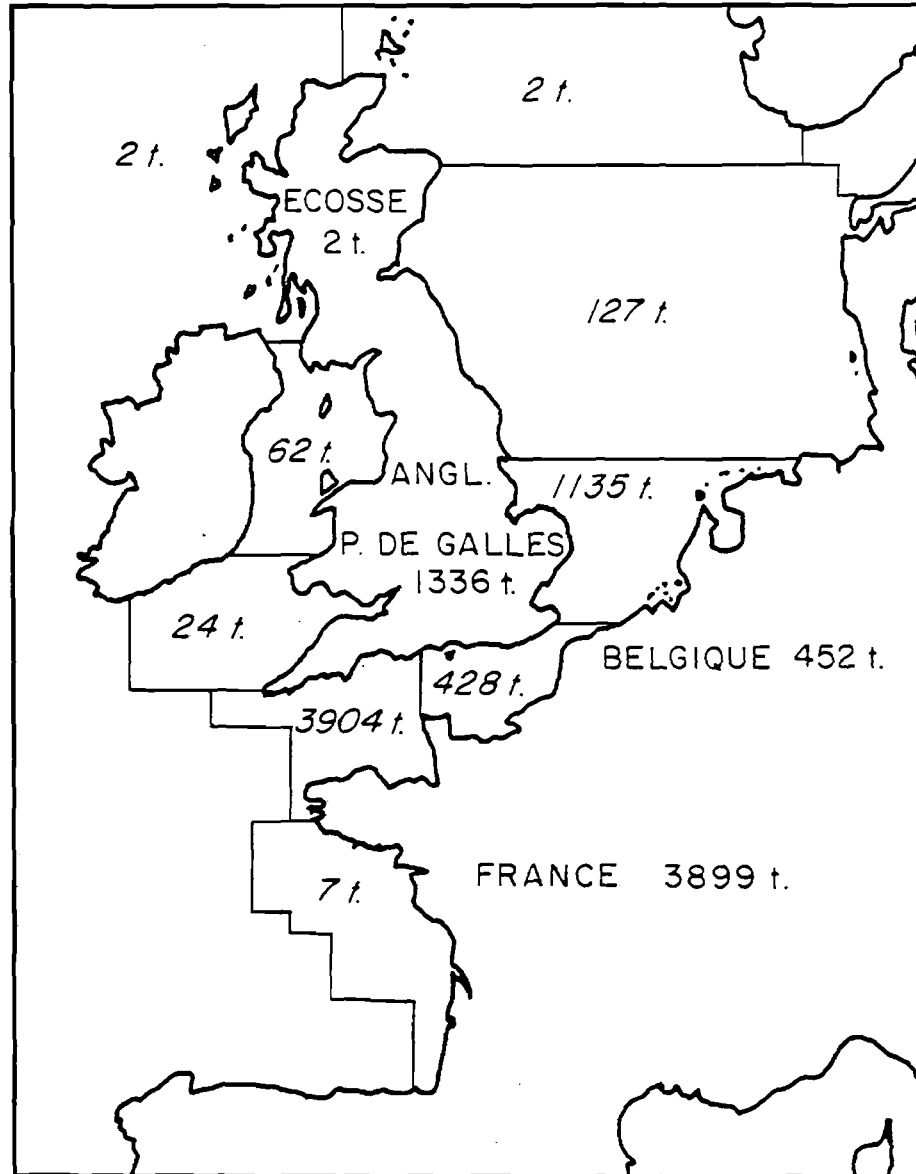 2 t.
2 t.
ECOSSE
2 t.
127 t.
62 t.
ANGL.
1135 t.
P. DE GALLES
1336 t.
24 t.
BELGIQUE 452 t.
428 t.
3904 t.
FRANCE 3899 t.
7 t.